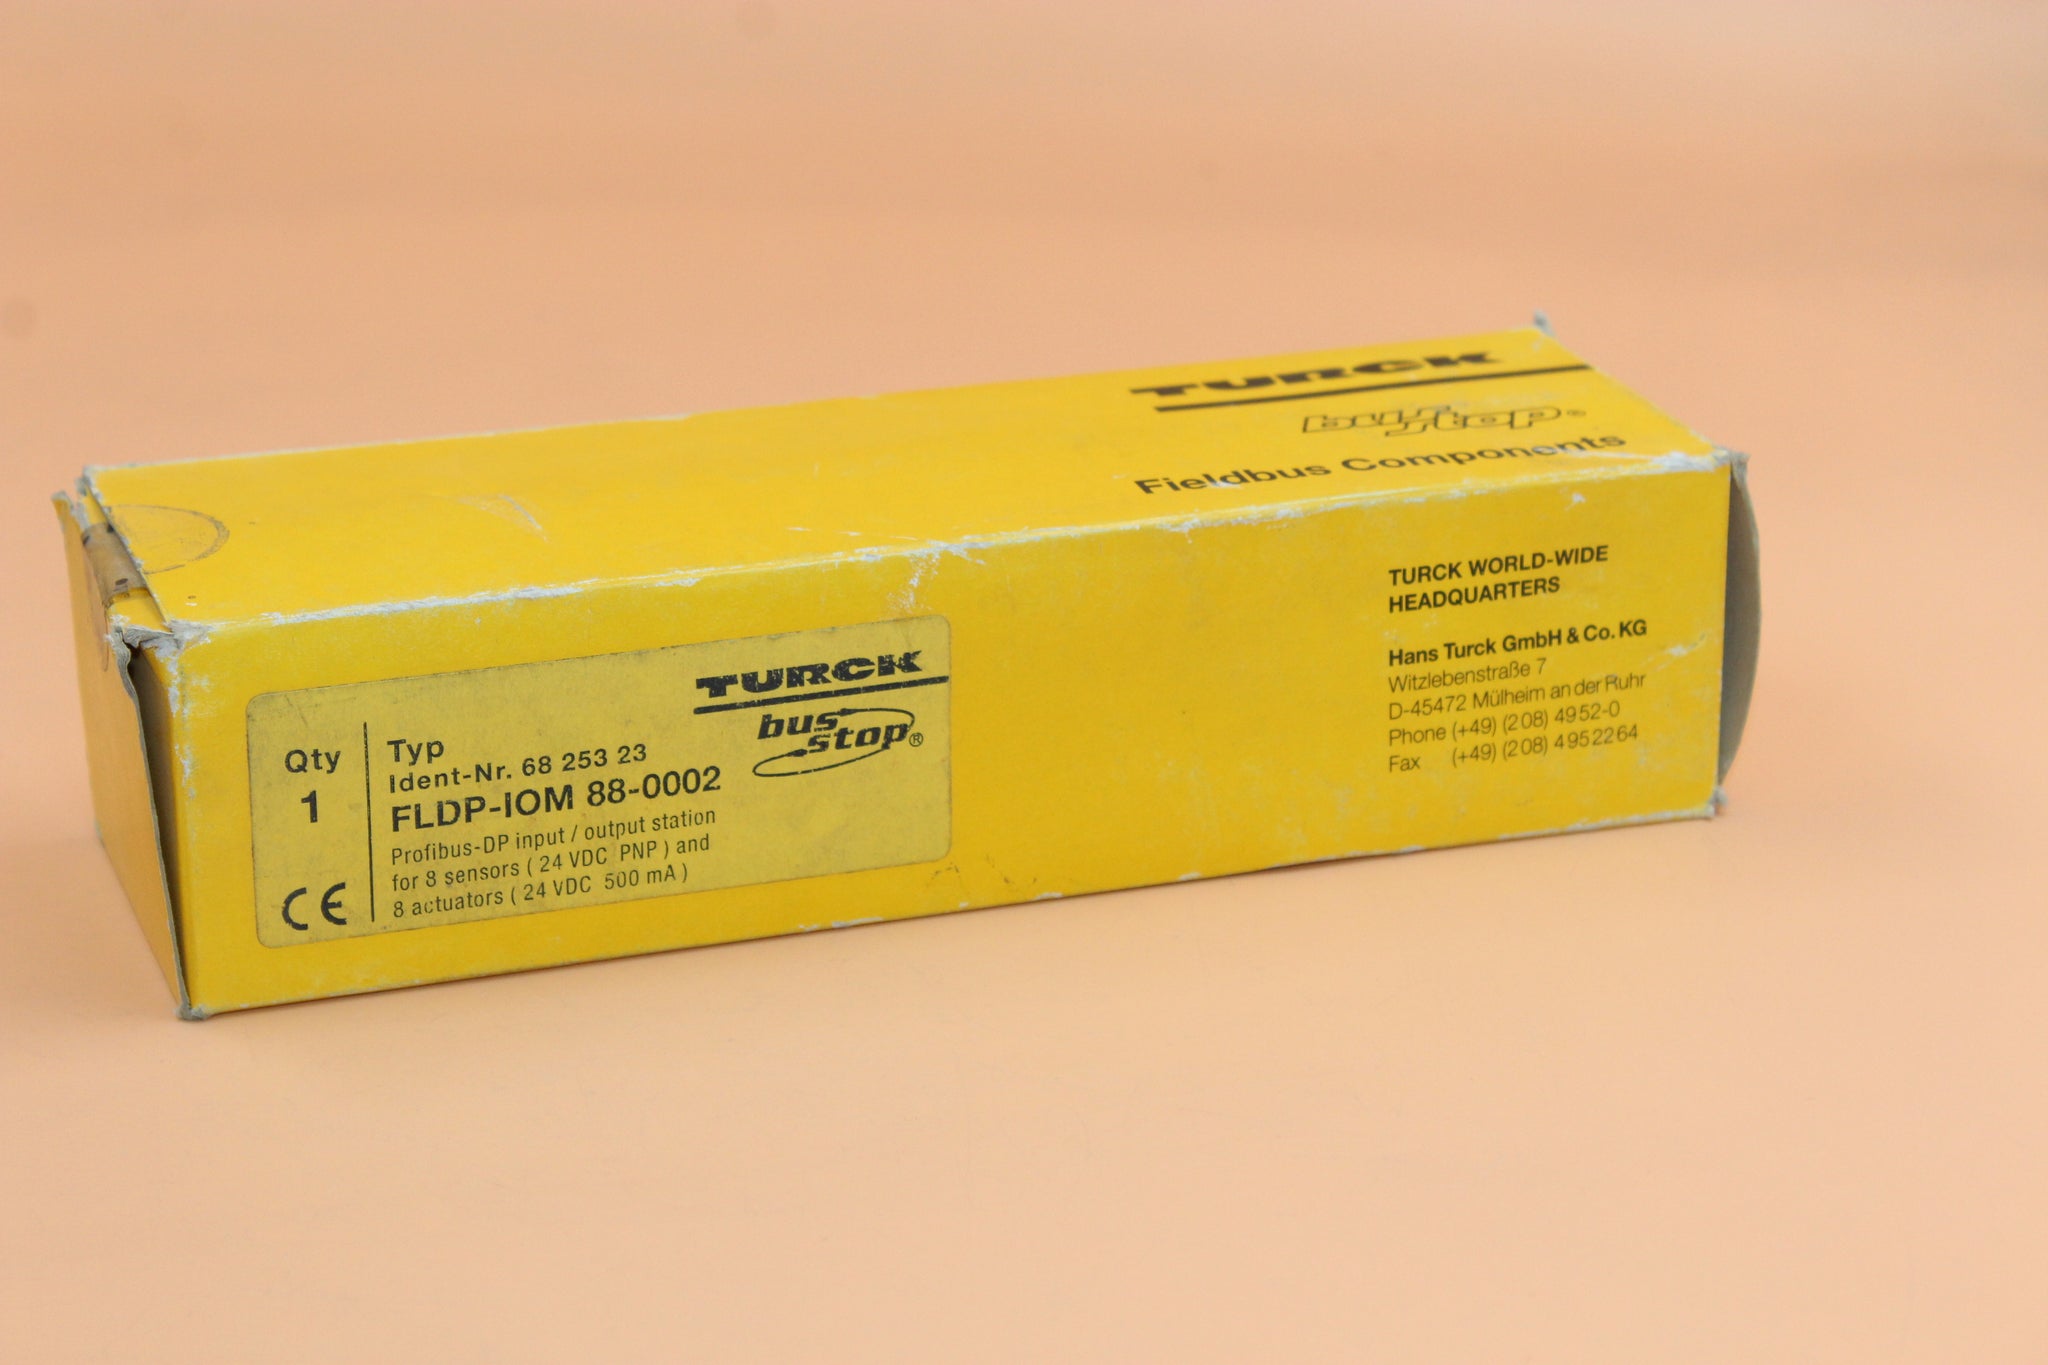 TURCK
bus stop®
Fieldbus Components
TURCK WORLD-WIDE
HEADQUARTERS
Hans Turck GmbH & Co. KG
Witzlebenstraße 7
D-45472 Mülheim an der Ruhr
Phone (+49) (208) 4952-0
Fax (+49) (208) 4952264
TURCK
bus
stop®
Qty
1
CE
Typ
Ident-Nr. 68 253 23
FLDP-IOM 88-0002
Profibus-DP input / output station
for 8 sensors ( 24 VDC PNP ) and
8 actuators ( 24 VDC 500 mA )